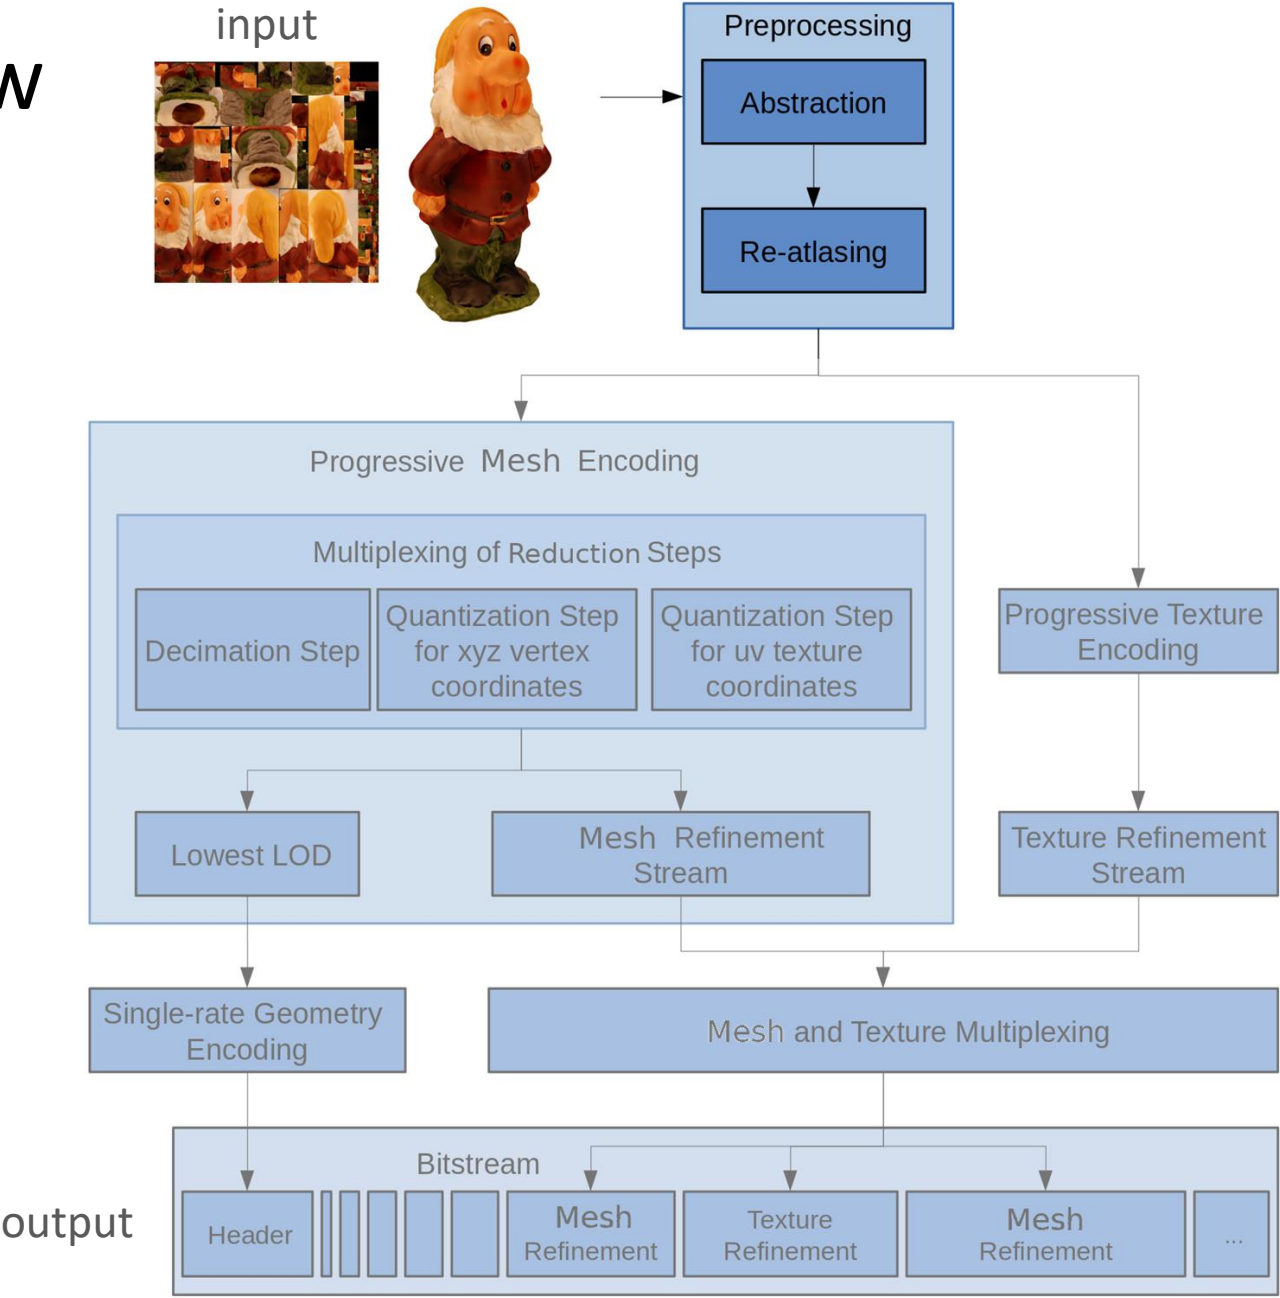 input
w
Preprocessing
Abstraction
Re-atlasing
Progressive Mesh Encoding
Multiplexing of Reduction Steps
Decimation Step
Quantization Step
for xyz vertex
coordinates
Quantization Step
for uv texture
coordinates
Progressive Texture
Encoding
Lowest LOD
Mesh Refinement
Stream
Texture Refinement
Stream
Single-rate Geometry
Encoding
Mesh and Texture Multiplexing
Bitstream
output
Header
Mesh
Refinement
Texture
Refinement
Mesh
Refinement
...